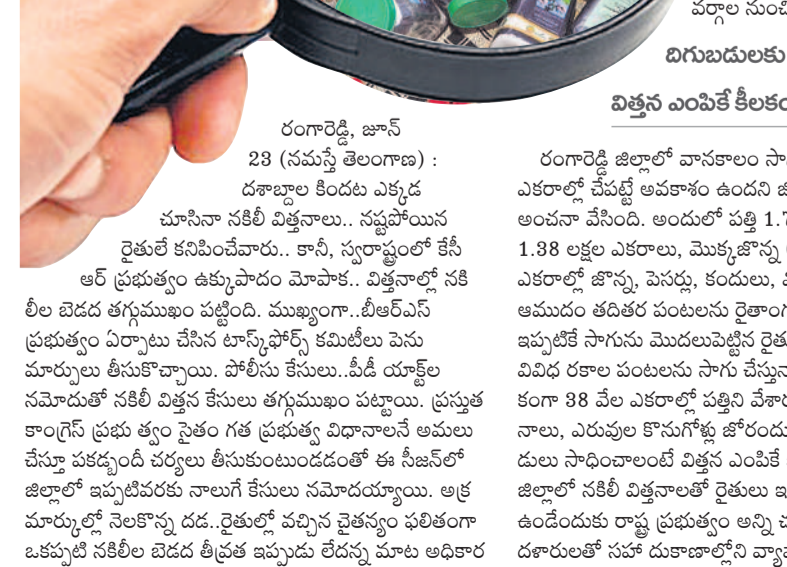 రంగారెడ్డి, జూన్
23 (నమస్తే తెలంగాణ) :
దశాబ్దాల కిందట ఎక్కడ
చూసినా నకిలీ విత్తనాలు.. నష్టపోయిన
రైతులే కనిపించేవారు.. కానీ, స్వరాష్ట్రంలో కేసీ
ఆర్ ప్రభుత్వం ఉక్కుపాదం మోపాక.. విత్తనాల్లో నకి
లీల బెడద తగ్గుముఖం పట్టింది. ముఖ్యంగా..బీఆర్ఎస్
ప్రభుత్వం ఏర్పాటు చేసిన టాస్క్‌ఫోర్స్ కమిటీలు పెను
మార్పులు తీసుకొచ్చాయి. పోలీసు కేసులు..పీడీ యాక్ట్‌ల
నమోదుతో నకిలీ విత్తన కేసులు తగ్గుముఖం పట్టాయి. ప్రస్తుత
కాంగ్రెస్ ప్రభు త్వం సైతం గత ప్రభుత్వ విధానాలనే అమలు
చేస్తూ పకడ్బందీ చర్యలు తీసుకుంటుండడంతో ఈ సీజన్‌లో
జిల్లాలో ఇప్పటివరకు నాలుగే కేసులు నమోదయ్యాయి. అక్ర
మార్కుల్లో నెలకొన్న దడ..రైతుల్లో వచ్చిన చైతన్యం ఫలితంగా
ఒకప్పటి నకిలీల బెడద తీవ్రత ఇప్పుడు లేదన్న మాట అధికార
వర్గాల నుంచి
దిగుబడులకు
విత్తన ఎంపికే కీలకం
రంగారెడ్డి జిల్లాలో వానకాలం
ఎకరాల్లో చేపట్టే అవకాశం ఉందని
అంచనా వేసింది. అందులో పత్తి 1.7
1.38 లక్షల ఎకరాలు, మొక్కజొన్న
ఎకరాల్లో జొన్న, పెసర్లు, కందులు,
ఆముదం తదితర పంటలను
ఇప్పటికే సాగును మొదలుపెట్టిన
వివిధ రకాల పంటలను సాగు
కంగా 38 వేల ఎకరాల్లో పత్తిని
నాలు, ఎరువుల కొనుగోళ్లు
డులు సాధించాలంటే విత్తన ఎంపికే
జిల్లాలో నకిలీ విత్తనాలతో రైతులు
ఉండేందుకు రాష్ట్ర ప్రభుత్వం అన్ని
దళారులతో సహా దుకాణాల్లోని